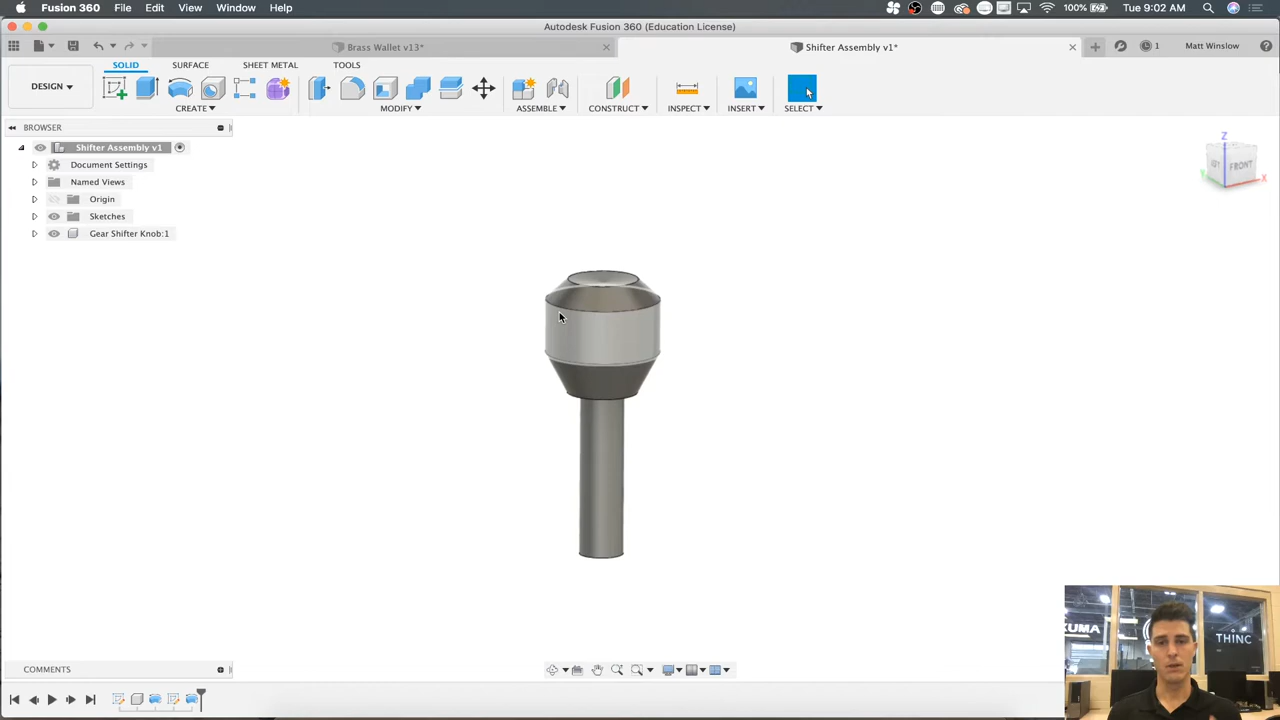 Fusion 360 File Edit View Window Help 100% Tue 9:02 AM
Autodesk Fusion 360 (Education License)
Brass Wallet v13* Shifter Assembly v1* 1 Matt Winslow
SOLID SURFACE SHEET METAL TOOLS
DESIGN
CREATE MODIFY ASSEMBLE CONSTRUCT INSPECT INSERT SELECT
BROWSER
Shifter Assembly v1
Document Settings
Named Views
Origin
Sketches
Gear Shifter Knob:1
Z
FRONT
X
Y
KUMA
THINC
COMMENTS